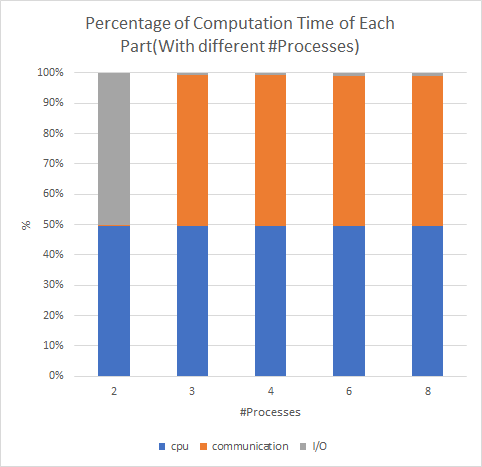 Percentage of Computation Time of Each
Part(With different #Processes)
100%
90%
80%
70%
60%
50%
40%
30%
20%
10%
0%
%
2 3 4 6 8
#Processes
cpu communication I/O